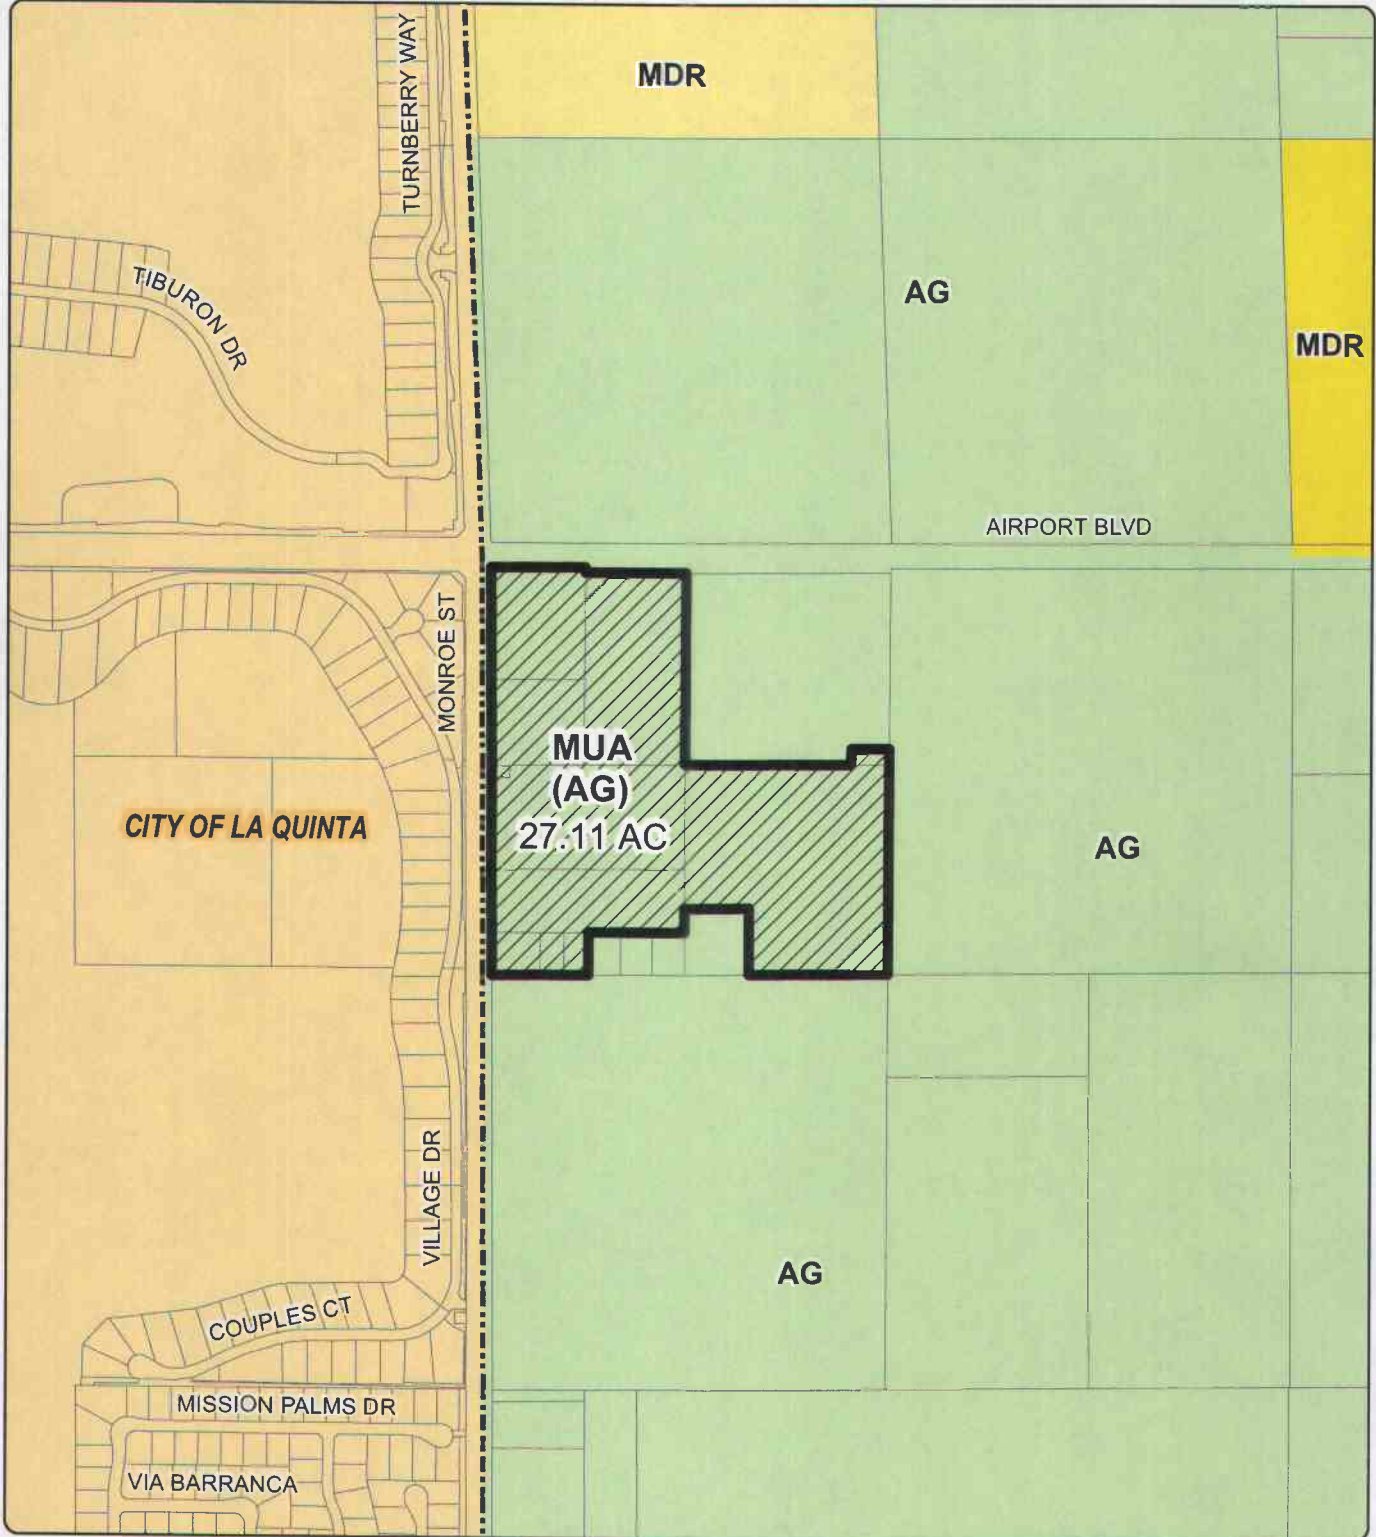 TURNBERRY WAY
MDR
TIBURON DR
AG
MDR
AIRPORT BLVD
MONROE ST
MUA
(AG)
27.11 AC
CITY OF LA QUINTA
AG
VILLAGE DR
AG
COUPLES CT
MISSION PALMS DR
VIA BARRANCA